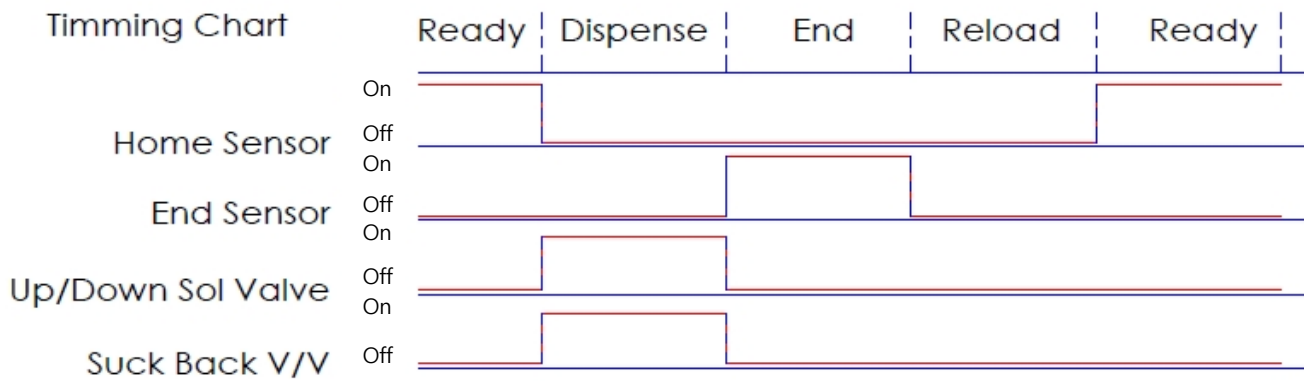 Timming Chart
Ready Dispense End Reload Ready
On
Home Sensor Off
On
End Sensor Off
On
Up/Down Sol Valve Off
On
Suck Back V/V Off